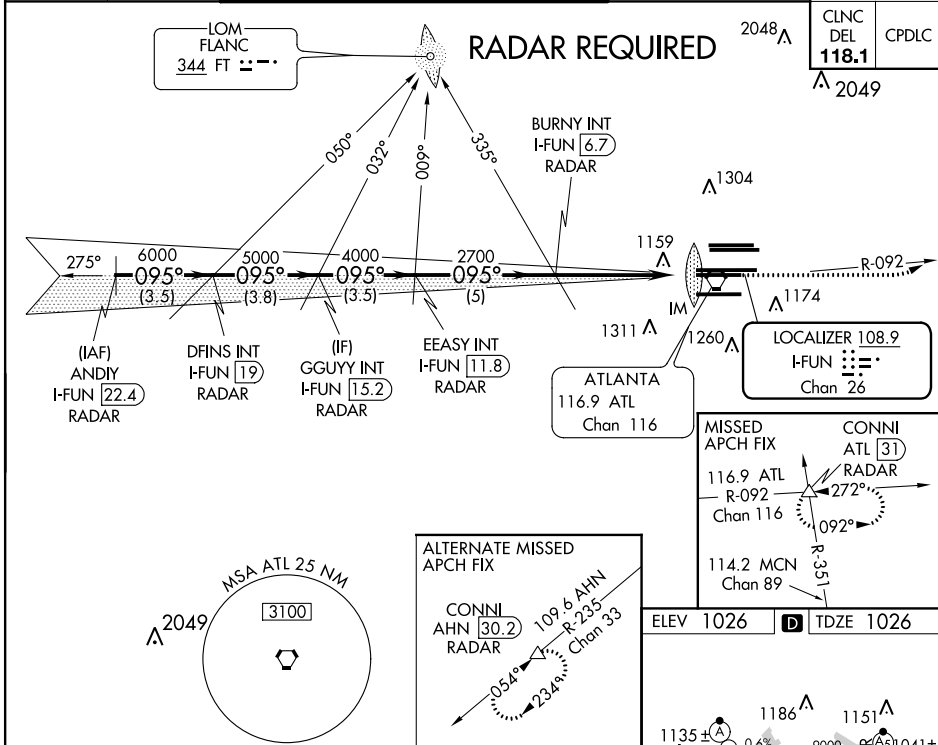 LOM
FLANC
344 FT
RADAR REQUIRED
2048
CLNC
DEL
118.1
CPDLC
2049
BURNY INT
I-FUN 6.7
RADAR
050°
032°
009°
335°
1304
1159
275°
6000
095°
(3.5)
5000
095°
(3.8)
4000
095°
(3.5)
2700
095°
(5)
R-092
IM
1174
1311
1260
(IAF)
ANDIY
I-FUN 22.4
RADAR
DFINS INT
I-FUN 19
RADAR
(IF)
GGUYY INT
I-FUN 15.2
RADAR
EEASY INT
I-FUN 11.8
RADAR
ATLANTA
116.9 ATL
Chan 116
LOCALIZER 108.9
I-FUN
Chan 26
MISSED
APCH FIX
CONNI
ATL 31
RADAR
116.9 ATL
R-092
Chan 116
272°
092°
R-351
114.2 MCN
Chan 89
MSA ATL 25 NM
3100
2049
ALTERNATE MISSED
APCH FIX
CONNI
AHN 30.2
RADAR
109.6 AHN
R-235
Chan 33
054°
234°
ELEV 1026
D
TDZE 1026
1186
1151
1135±
A
0.6%
9000
A5
1041±